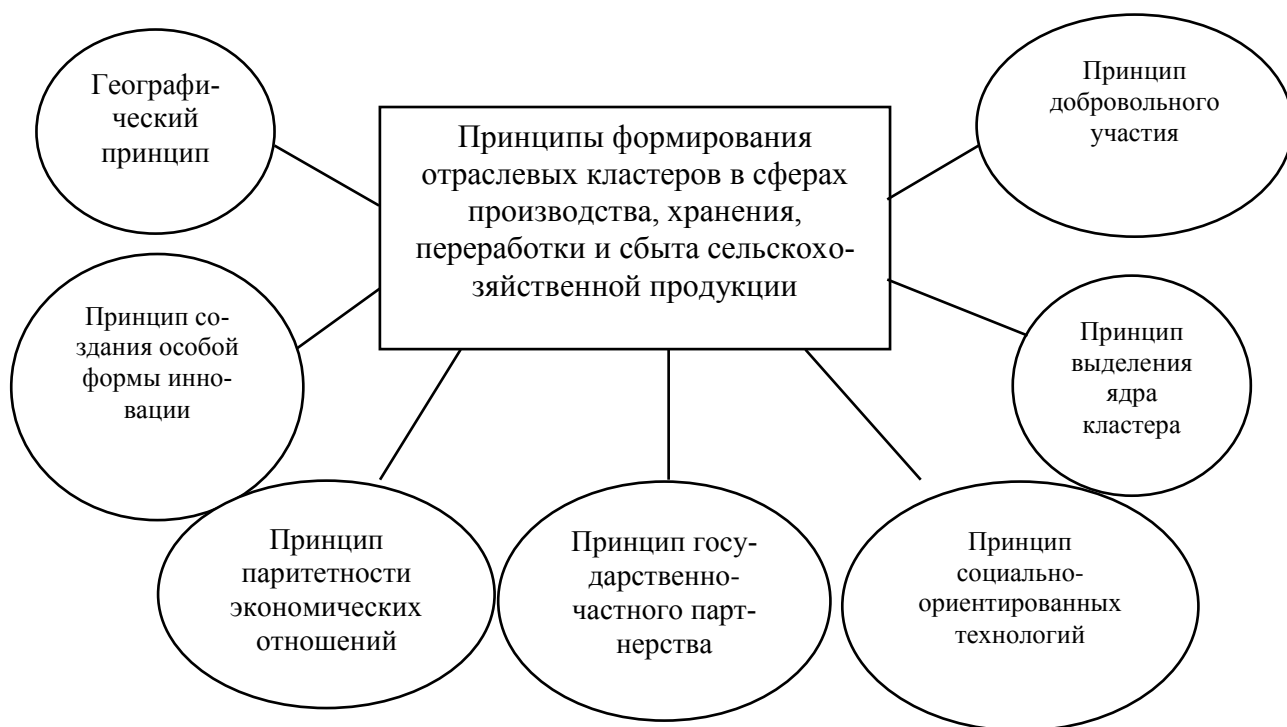 Географи-
ческий
принцип
Принципы формирования
отраслевых кластеров в сферах
производства, хранения,
переработки и сбыта сельскохо-
зяйственной продукции
Принцип
добровольного
участия
Принцип со-
здания особой
формы инно-
вации
Принцип
выделения
ядра
кластера
Принцип
паритетности
экономических
отношений
Принцип госу-
дарственно-
частного парт-
нерства
Принцип
социально-
ориентированных
технологий